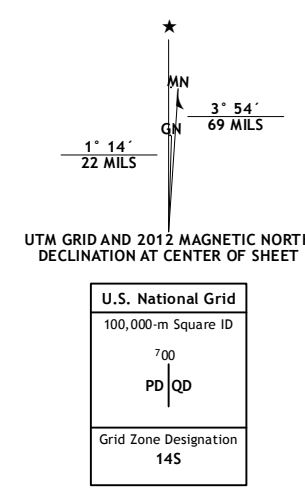 ★
MN
3° 54´
69 MILS
GN
1° 14´
22 MILS
UTM GRID AND 2012 MAGNETIC NORTH
DECLINATION AT CENTER OF SHEET
U.S. National Grid
100,000-m Square ID
700
PD QD
Grid Zone Designation
14S